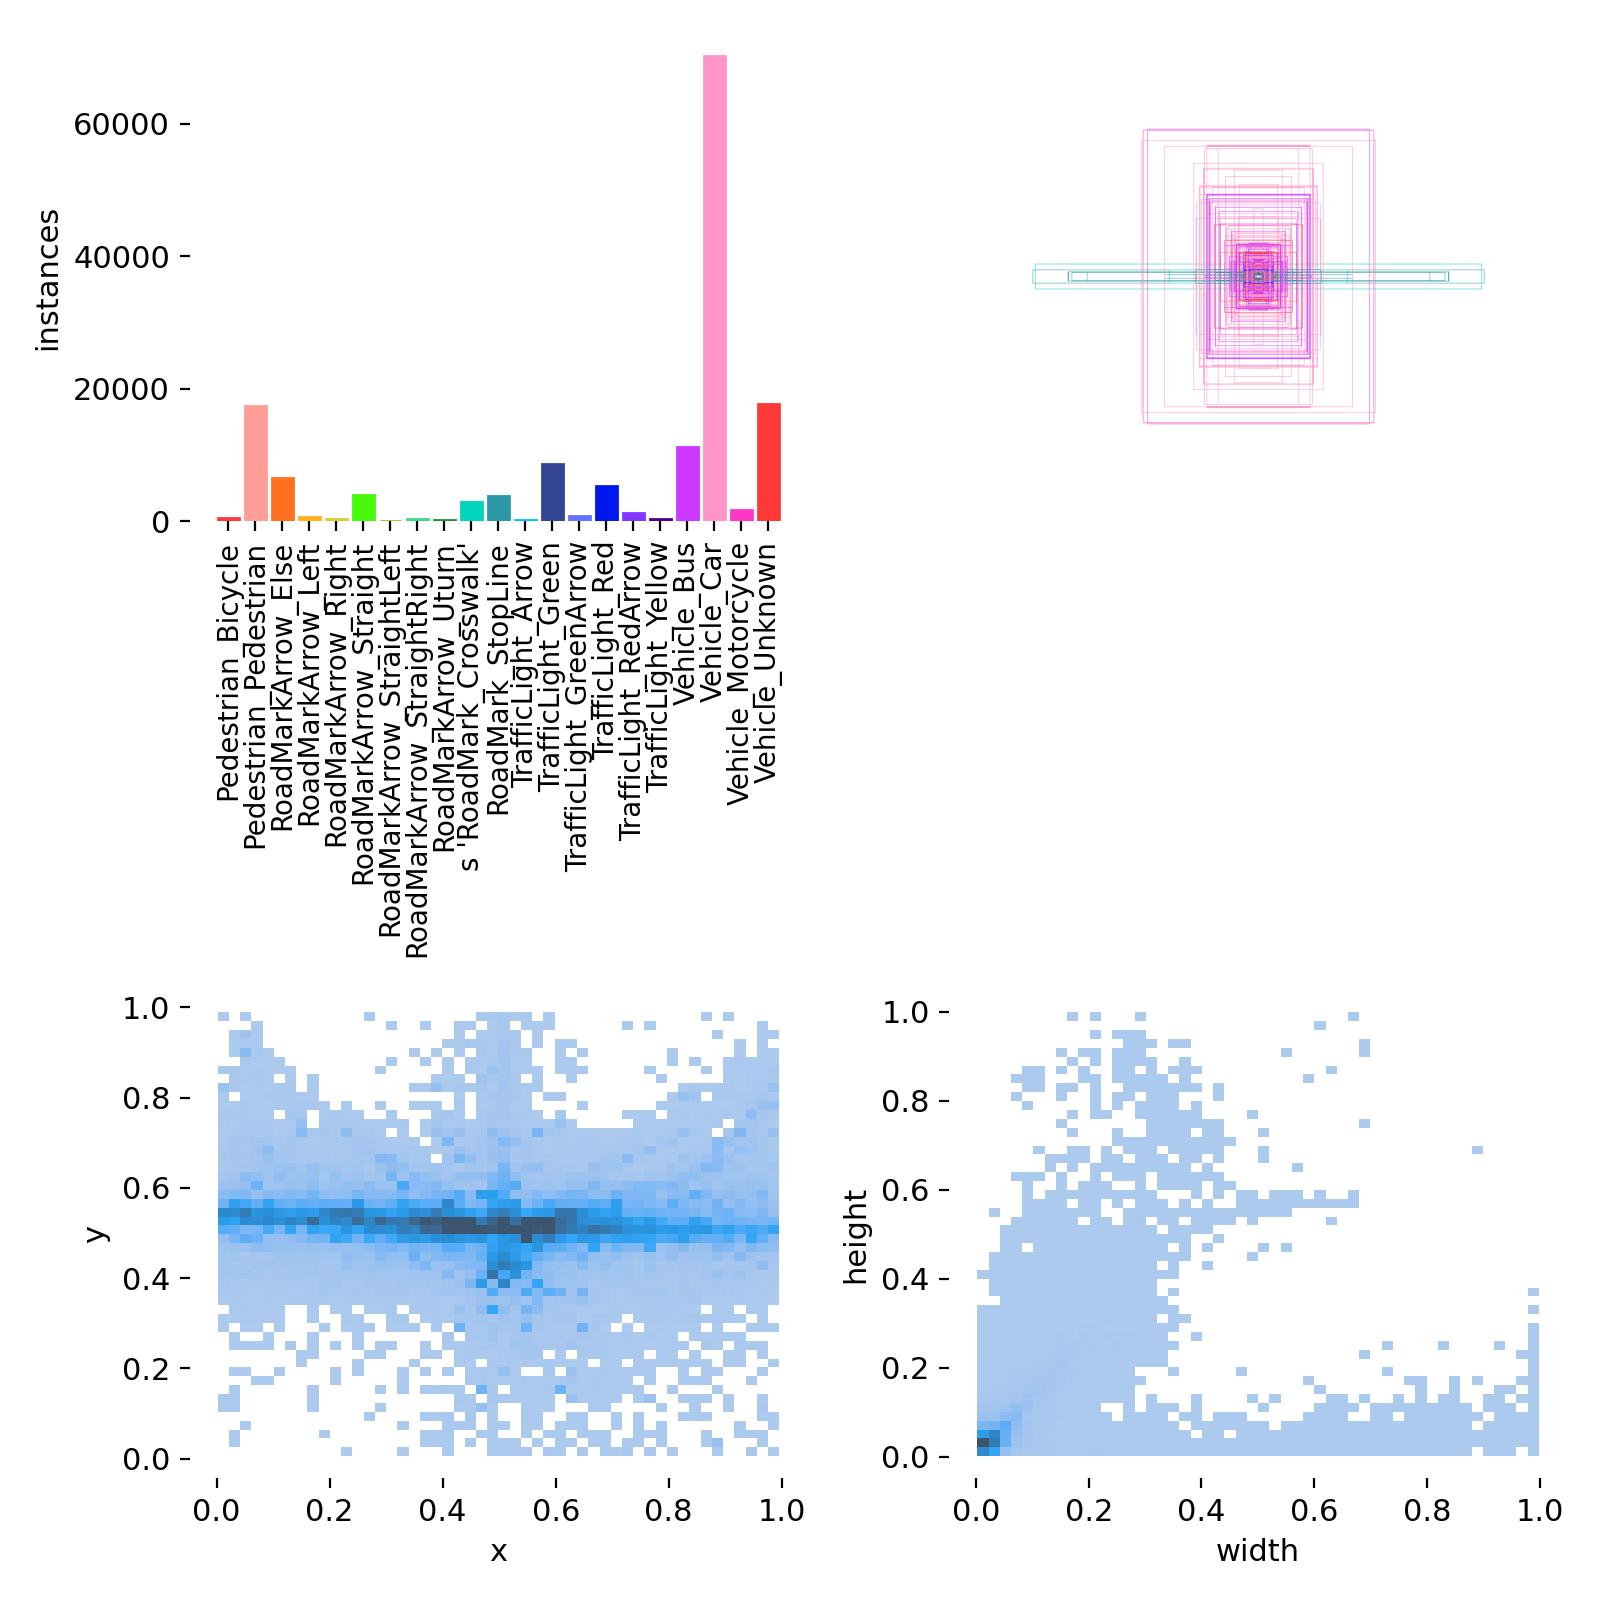 60000
40000
20000
0
instances
Pedestrian_Bicycle
Pedestrian_Pedestrian
RoadMarkArrow_Else
RoadMarkArrow_Left
RoadMarkArrow_Right
RoadMarkArrow_Straight
RoadMarkArrow_StraightLeft
RoadMarkArrow_StraightRight
RoadMarkArrow_Uturn
s 'RoadMark_Crosswalk'
RoadMark_StopLine
TrafficLight_Arrow
TrafficLight_Green
TrafficLight_GreenArrow
TrafficLight_Red
TrafficLight_RedArrow
TrafficLight_Yellow
Vehicle_Bus
Vehicle_Car
Vehicle_Motorcycle
Vehicle_Unknown
1.0
0.8
0.6
0.4
0.2
0.0
y
0.0 0.2 0.4 0.6 0.8 1.0
x
1.0
0.8
0.6
0.4
0.2
0.0
height
0.0 0.2 0.4 0.6 0.8 1.0
width